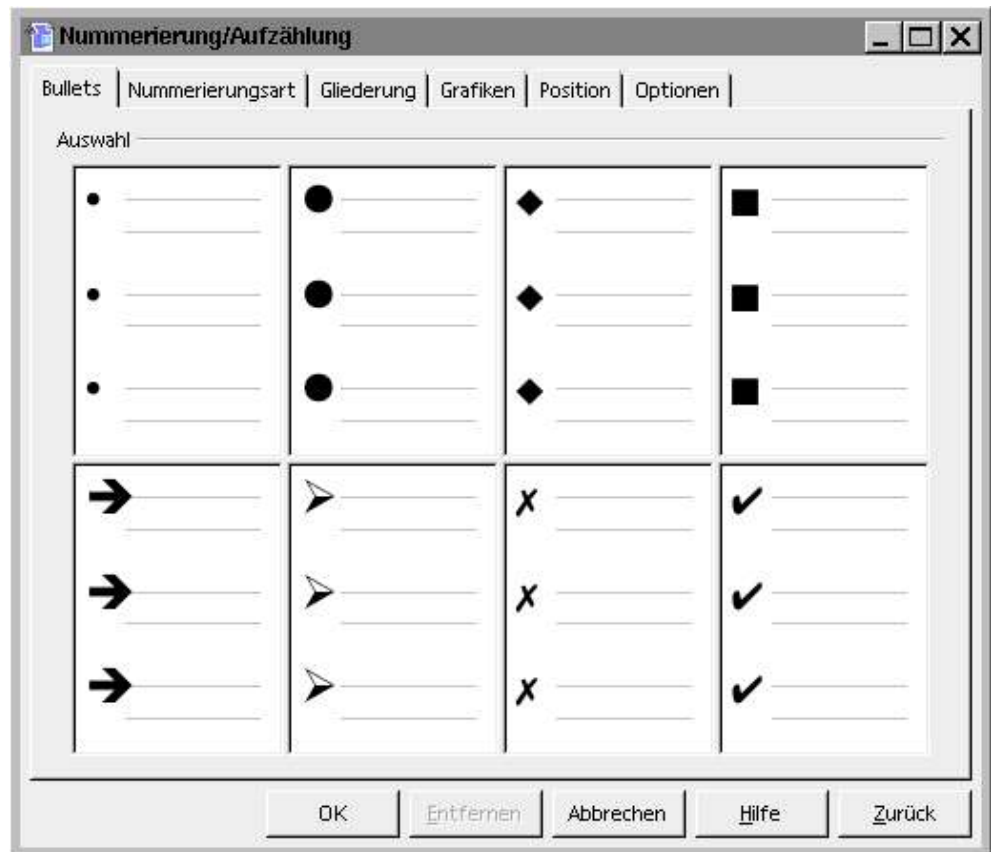 Nummerierung/Aufzählung
Bullets Nummerierungsart Gliederung Grafiken Position Optionen
Auswahl
OK Entfernen Abbrechen Hilfe Zurück